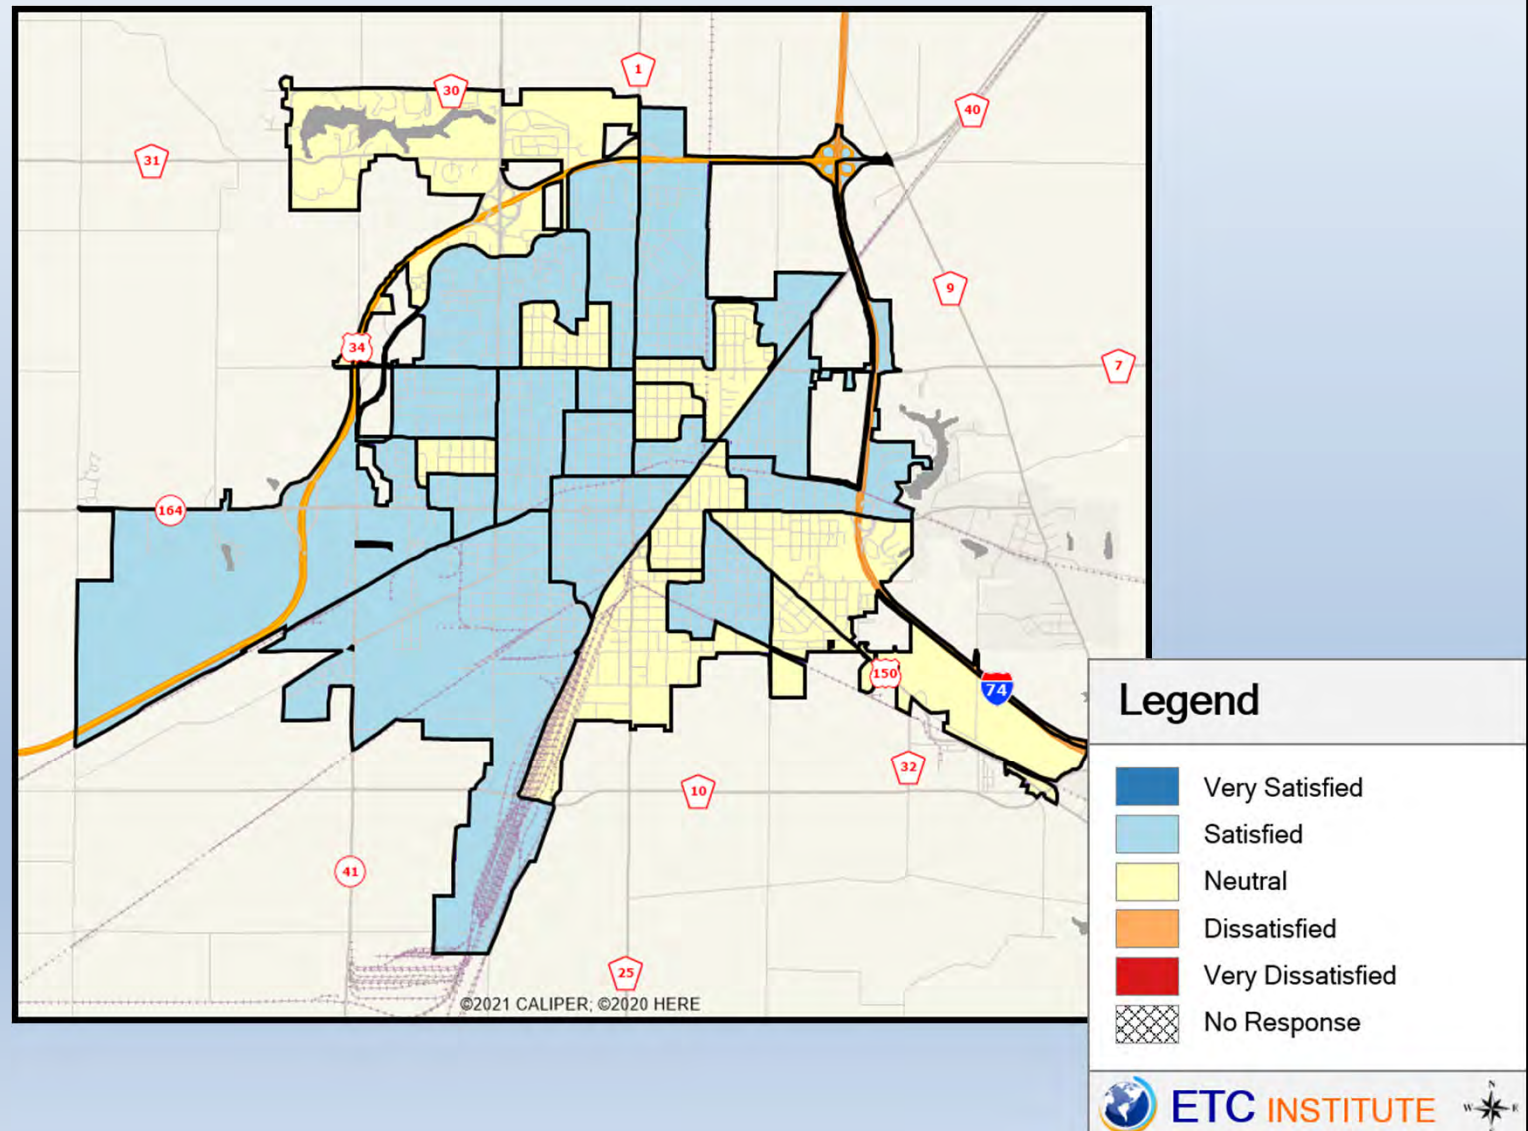 1
30
40
31
9
34
7
164
150
74
32
10
41
25
©2021 CALIPER; ©2020 HERE
Legend
Very Satisfied
Satisfied
Neutral
Dissatisfied
Very Dissatisfied
No Response
ETC INSTITUTE
N
W E
S